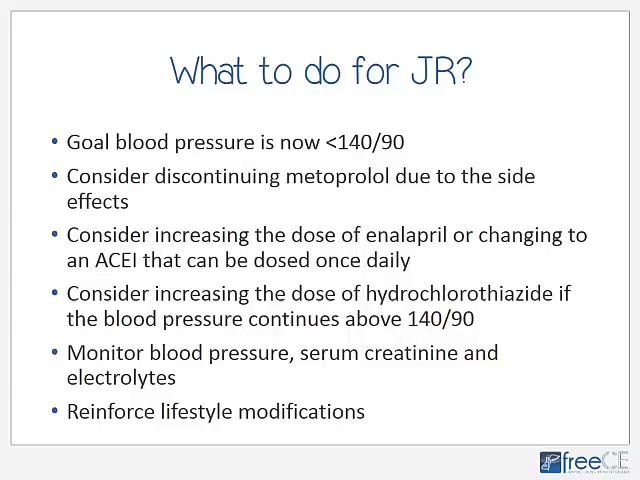 What to do for JR?
• Goal blood pressure is now <140/90
• Consider discontinuing metoprolol due to the side
effects
• Consider increasing the dose of enalapril or changing to
an ACEI that can be dosed once daily
• Consider increasing the dose of hydrochlorothiazide if
the blood pressure continues above 140/90
• Monitor blood pressure, serum creatinine and
electrolytes
• Reinforce lifestyle modifications
freeCE